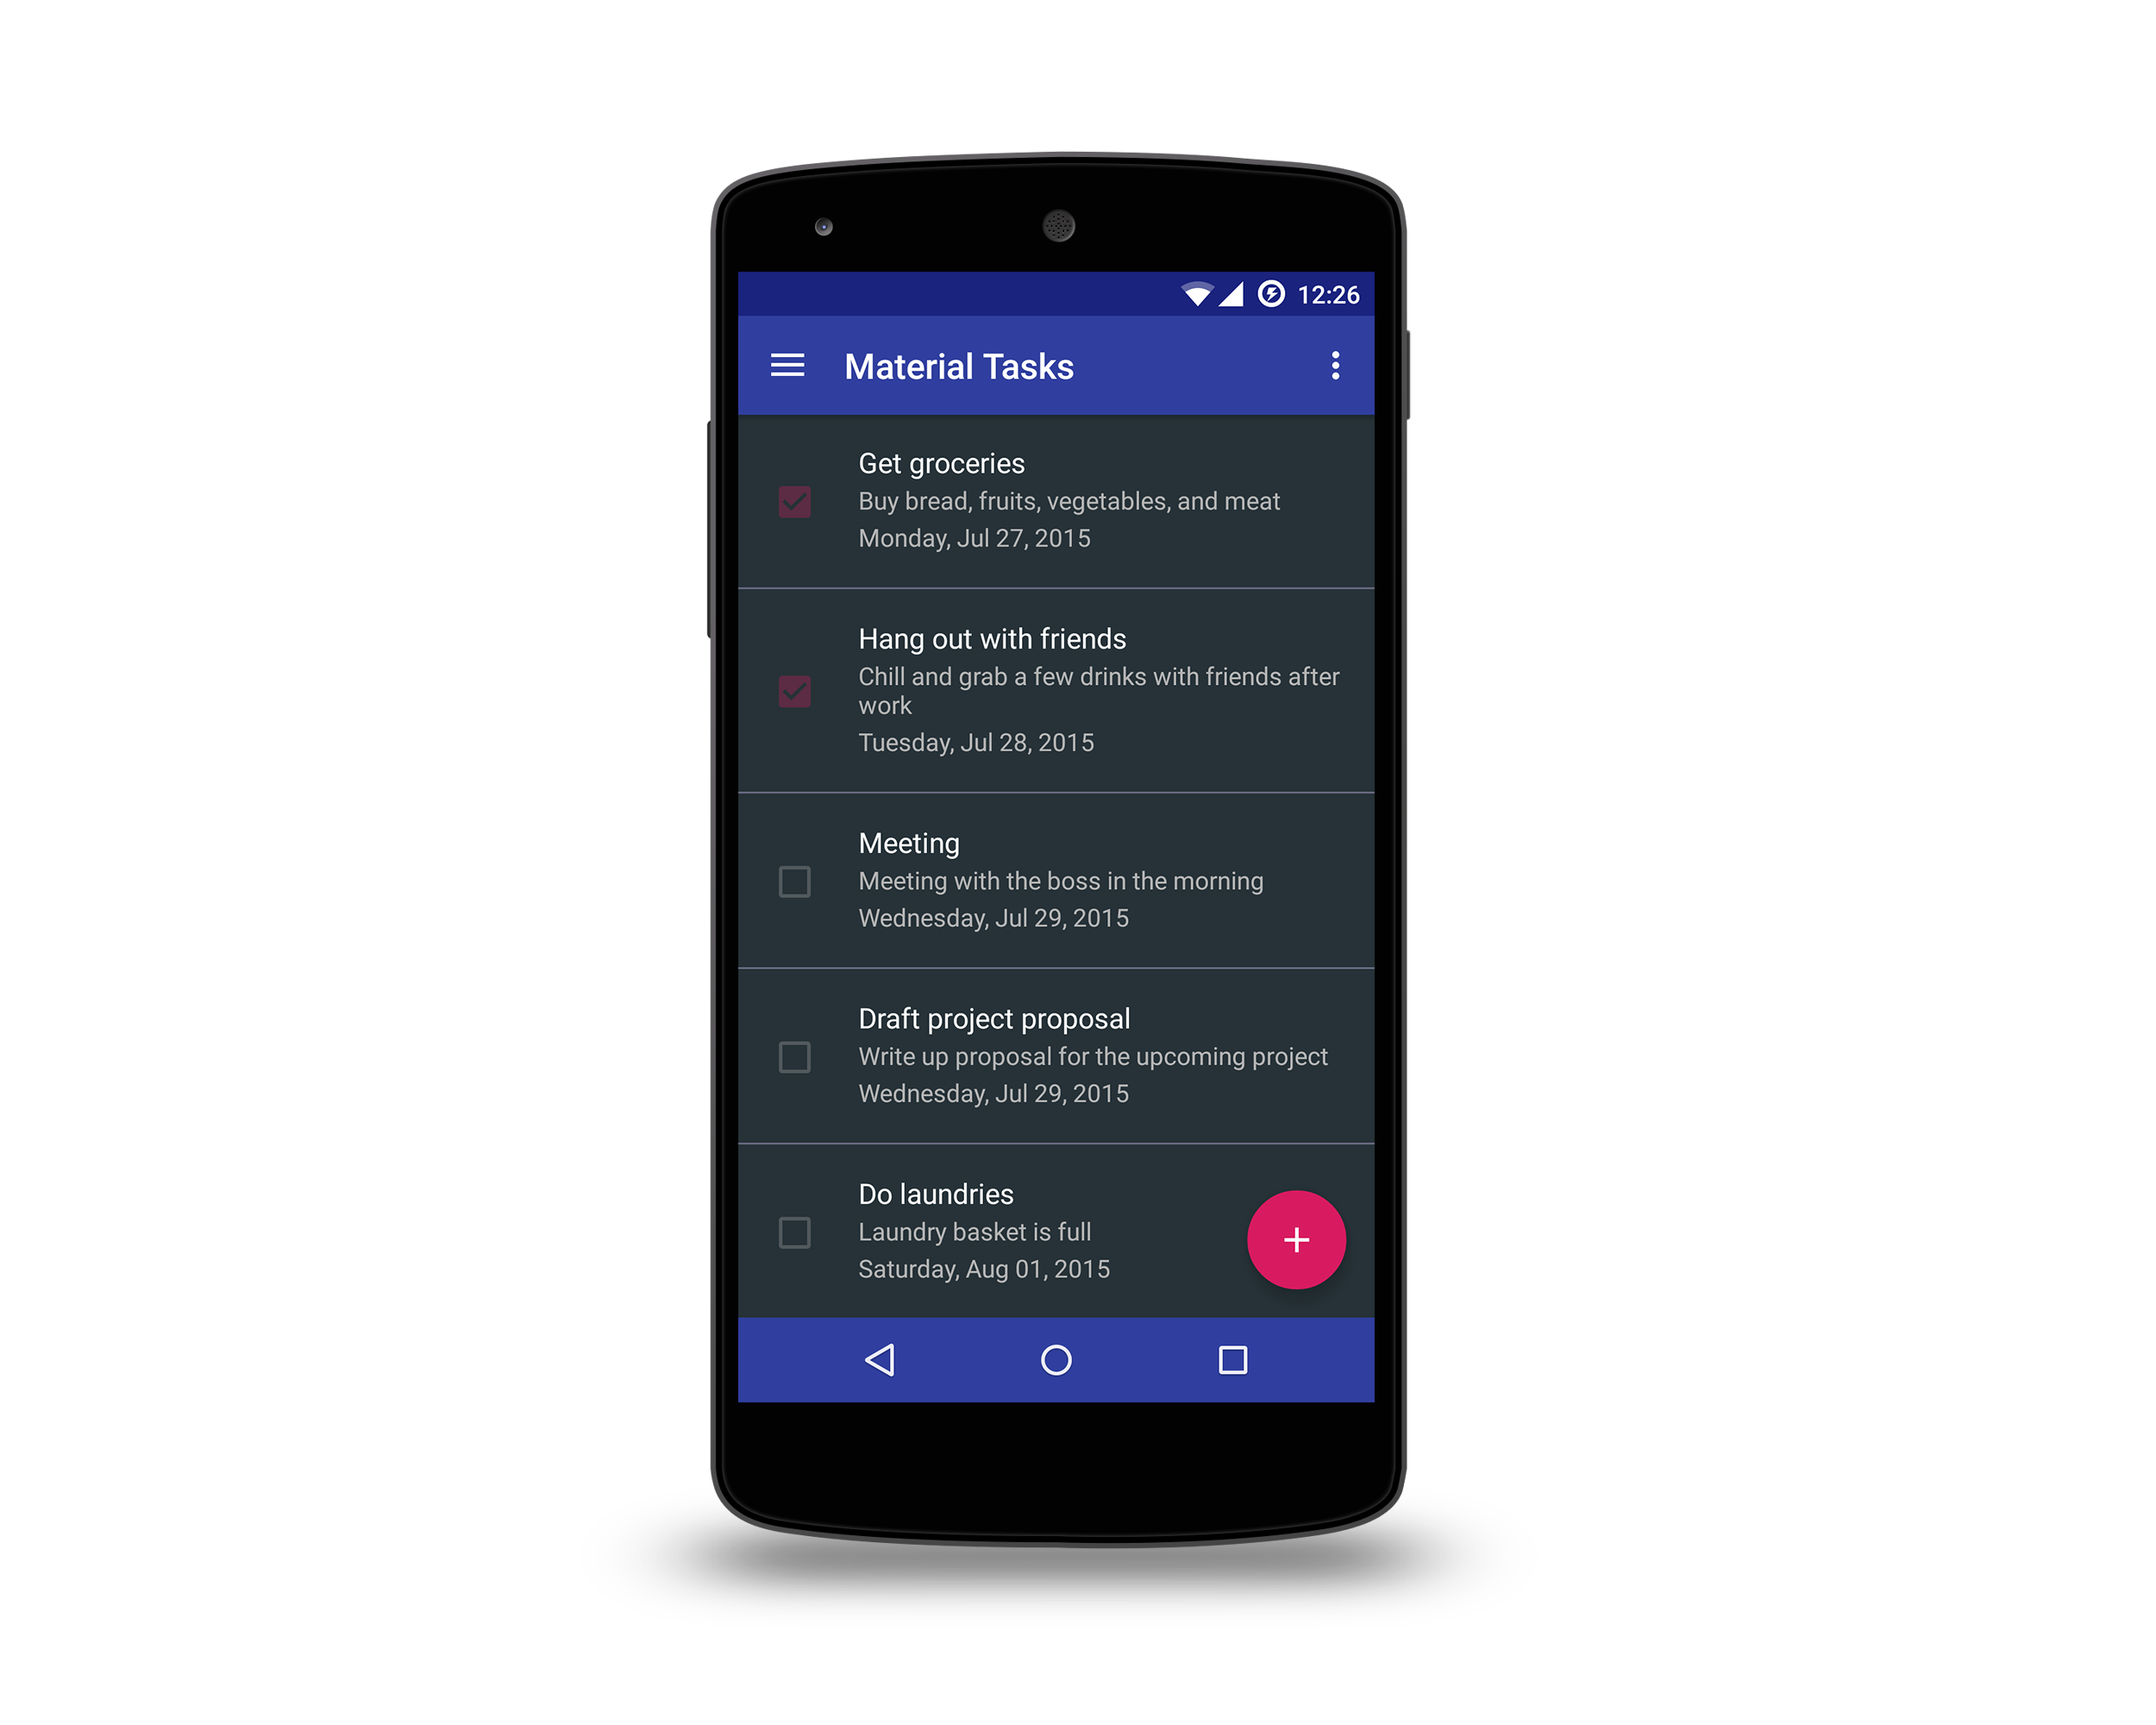 12:26
Material Tasks
Get groceries
Buy bread, fruits, vegetables, and meat
Monday, Jul 27, 2015
Hang out with friends
Chill and grab a few drinks with friends after
work
Tuesday, Jul 28, 2015
Meeting
Meeting with the boss in the morning
Wednesday, Jul 29, 2015
Draft project proposal
Write up proposal for the upcoming project
Wednesday, Jul 29, 2015
Do laundries
Laundry basket is full
Saturday, Aug 01, 2015